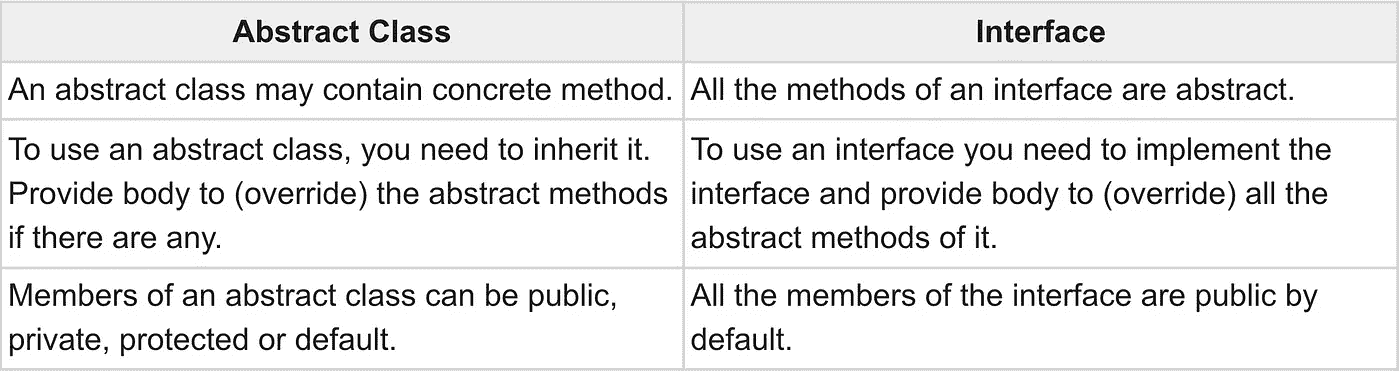 Abstract Class
Interface
An abstract class may contain concrete method.
All the methods of an interface are abstract.
To use an abstract class, you need to inherit it.
Provide body to (override) the abstract methods
if there are any.
To use an interface you need to implement the
interface and provide body to (override) all the
abstract methods of it.
Members of an abstract class can be public,
private, protected or default.
All the members of the interface are public by
default.